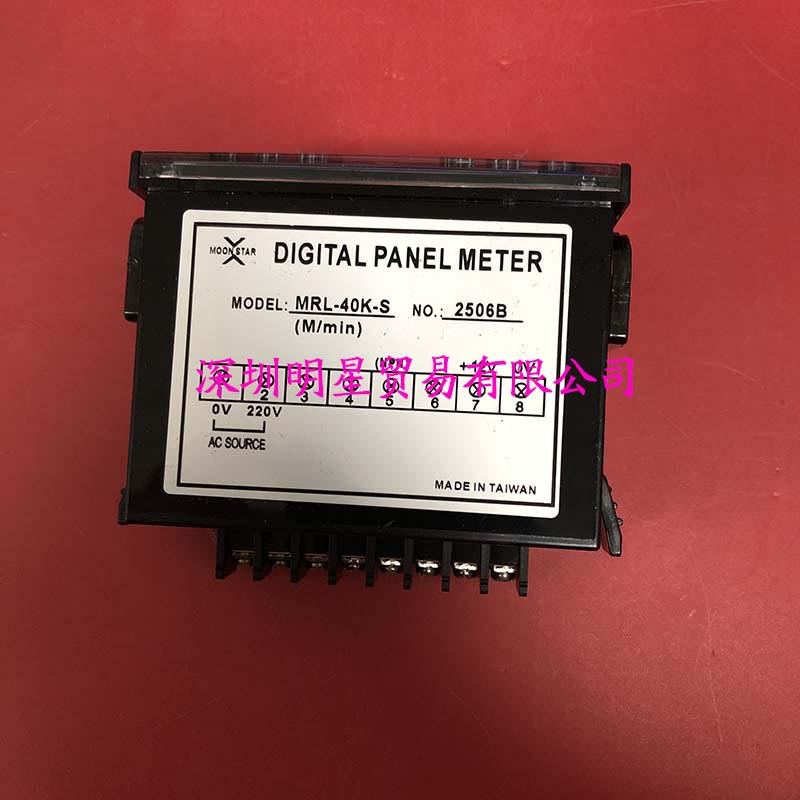 MOON STAR
DIGITAL PANEL METER
MODEL: MRL-40K-S NO.: 2506B
(M/min)
深圳明星贸易有限公司
2 3 4 5 6 7 8
0V 220V
AC SOURCE
MADE IN TAIWAN